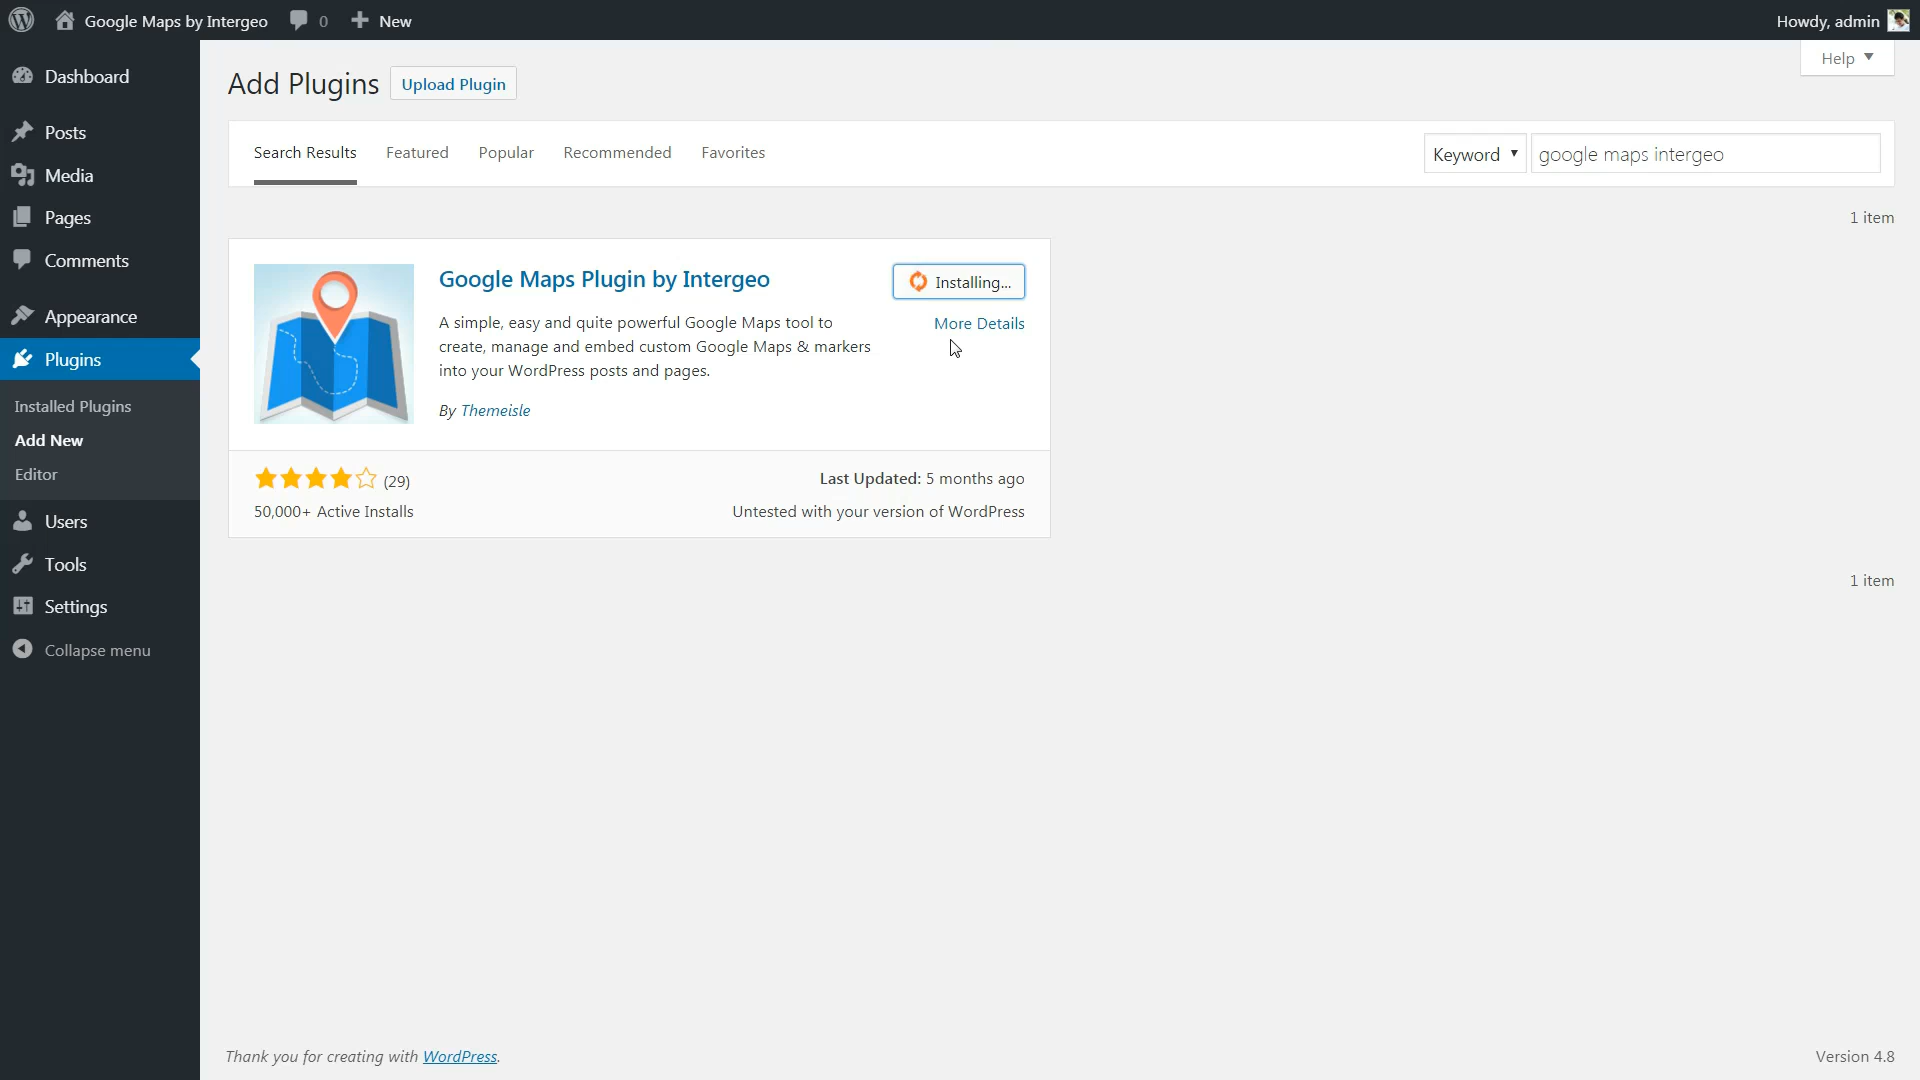 Google Maps by Intergeo 0 New Howdy, admin
Help
Dashboard
Posts
Media
Pages
Comments
Appearance
Plugins
Installed Plugins
Add New
Editor
Users
Tools
Settings
Collapse menu
Add Plugins Upload Plugin
Search Results Featured Popular Recommended Favorites Keyword google maps intergeo
1 item
Google Maps Plugin by Intergeo
Installing...
More Details
A simple, easy and quite powerful Google Maps tool to
create, manage and embed custom Google Maps & markers
into your WordPress posts and pages.
By Themeisle
(29)
Last Updated: 5 months ago
50,000+ Active Installs
Untested with your version of WordPress
1 item
Thank you for creating with WordPress.
Version 4.8